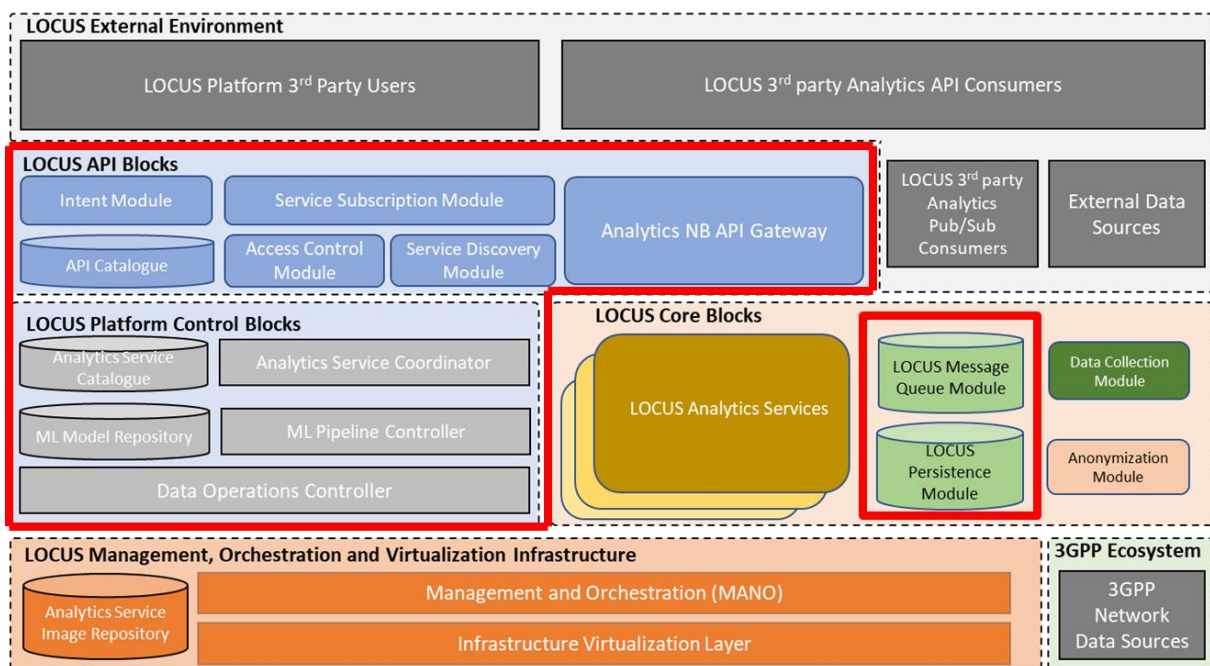 LOCUS External Environment
LOCUS Platform 3rd Party Users
LOCUS 3rd party Analytics API Consumers
LOCUS API Blocks
Intent Module
Service Subscription Module
Analytics NB API Gateway
API Catalogue
Access Control
Module
Service Discovery
Module
LOCUS 3rd party
Analytics
Pub/Sub
Consumers
External Data
Sources
LOCUS Platform Control Blocks
Analytics Service
Catalogue
Analytics Service Coordinator
ML Model Repository
ML Pipeline Controller
Data Operations Controller
LOCUS Core Blocks
LOCUS Analytics Services
LOCUS Message
Queue Module
Data Collection
Module
LOCUS
Persistence
Module
Anonymization
Module
LOCUS Management, Orchestration and Virtualization Infrastructure
Analytics Service
Image Repository
Management and Orchestration (MANO)
Infrastructure Virtualization Layer
3GPP Ecosystem
3GPP
Network
Data Sources